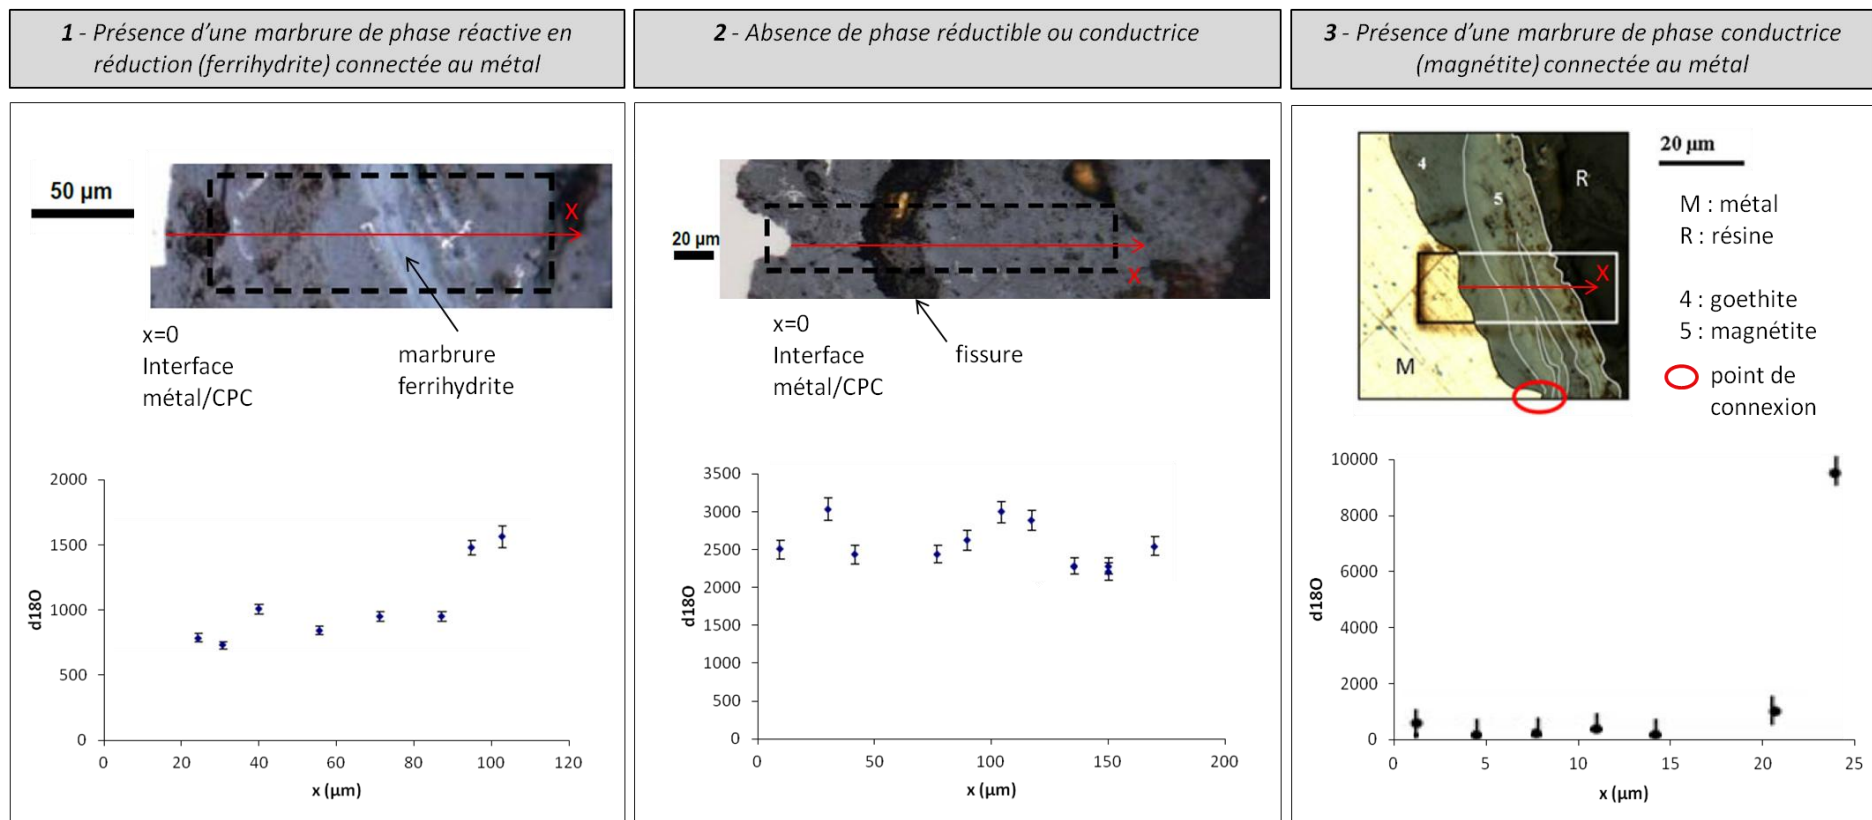 1 - Présence d'une marbrure de phase réactive en
réduction (ferrihydrite) connectée au métal
50 µm
X
x=0
Interface
métal/CPC
marbrure
ferrihydrite
2000
1500
1000
500
0
d18O
0 20 40 60 80 100 120
x (µm)
2 - Absence de phase réductible ou conductrice
20 µm
X
x=0
Interface
métal/CPC
fissure
3500
3000
2500
2000
1500
1000
500
0
d18O
0 50 100 150 200
x (µm)
3 - Présence d'une marbrure de phase conductrice
(magnétite) connectée au métal
4
5
R
X
M
20 µm
M : métal
R : résine
4 : goethite
5 : magnétite
point de
connexion
10000
8000
6000
4000
2000
0
d18O
0 5 10 15 20 25
x (µm)